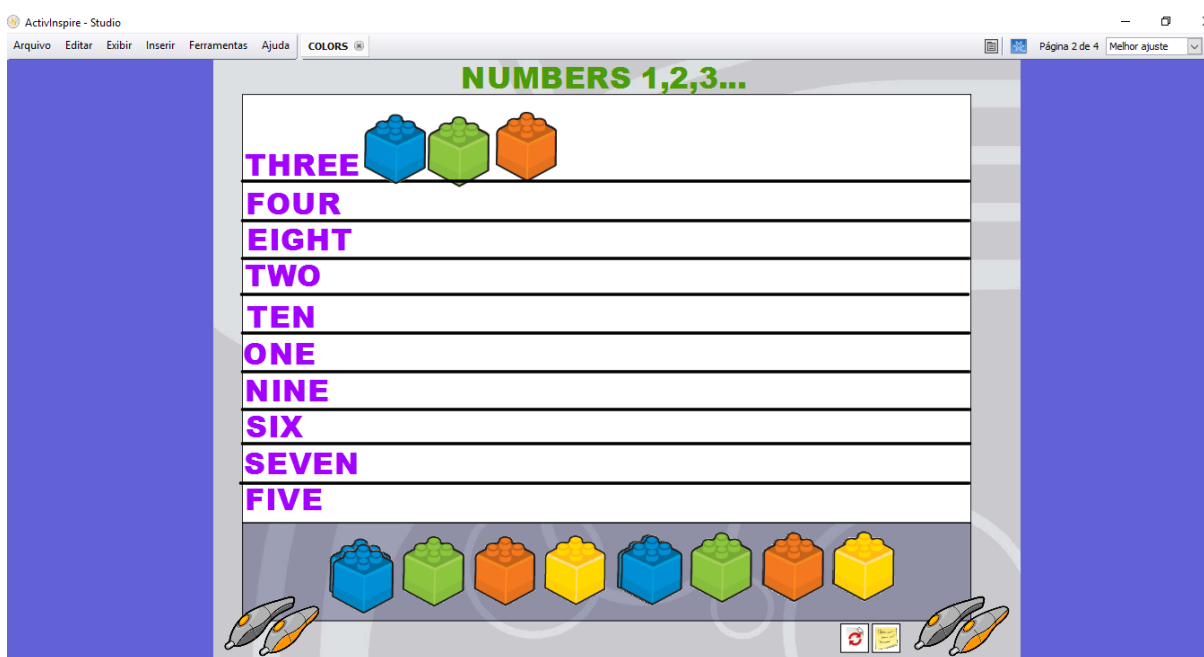 ActivInspire - Studio
Arquivo Editar Exibir Inserir Ferramentas Ajuda COLORS Página 2 de 4 Melhor ajuste
NUMBERS 1,2,3...
THREE
FOUR
EIGHT
TWO
TEN
ONE
NINE
SIX
SEVEN
FIVE